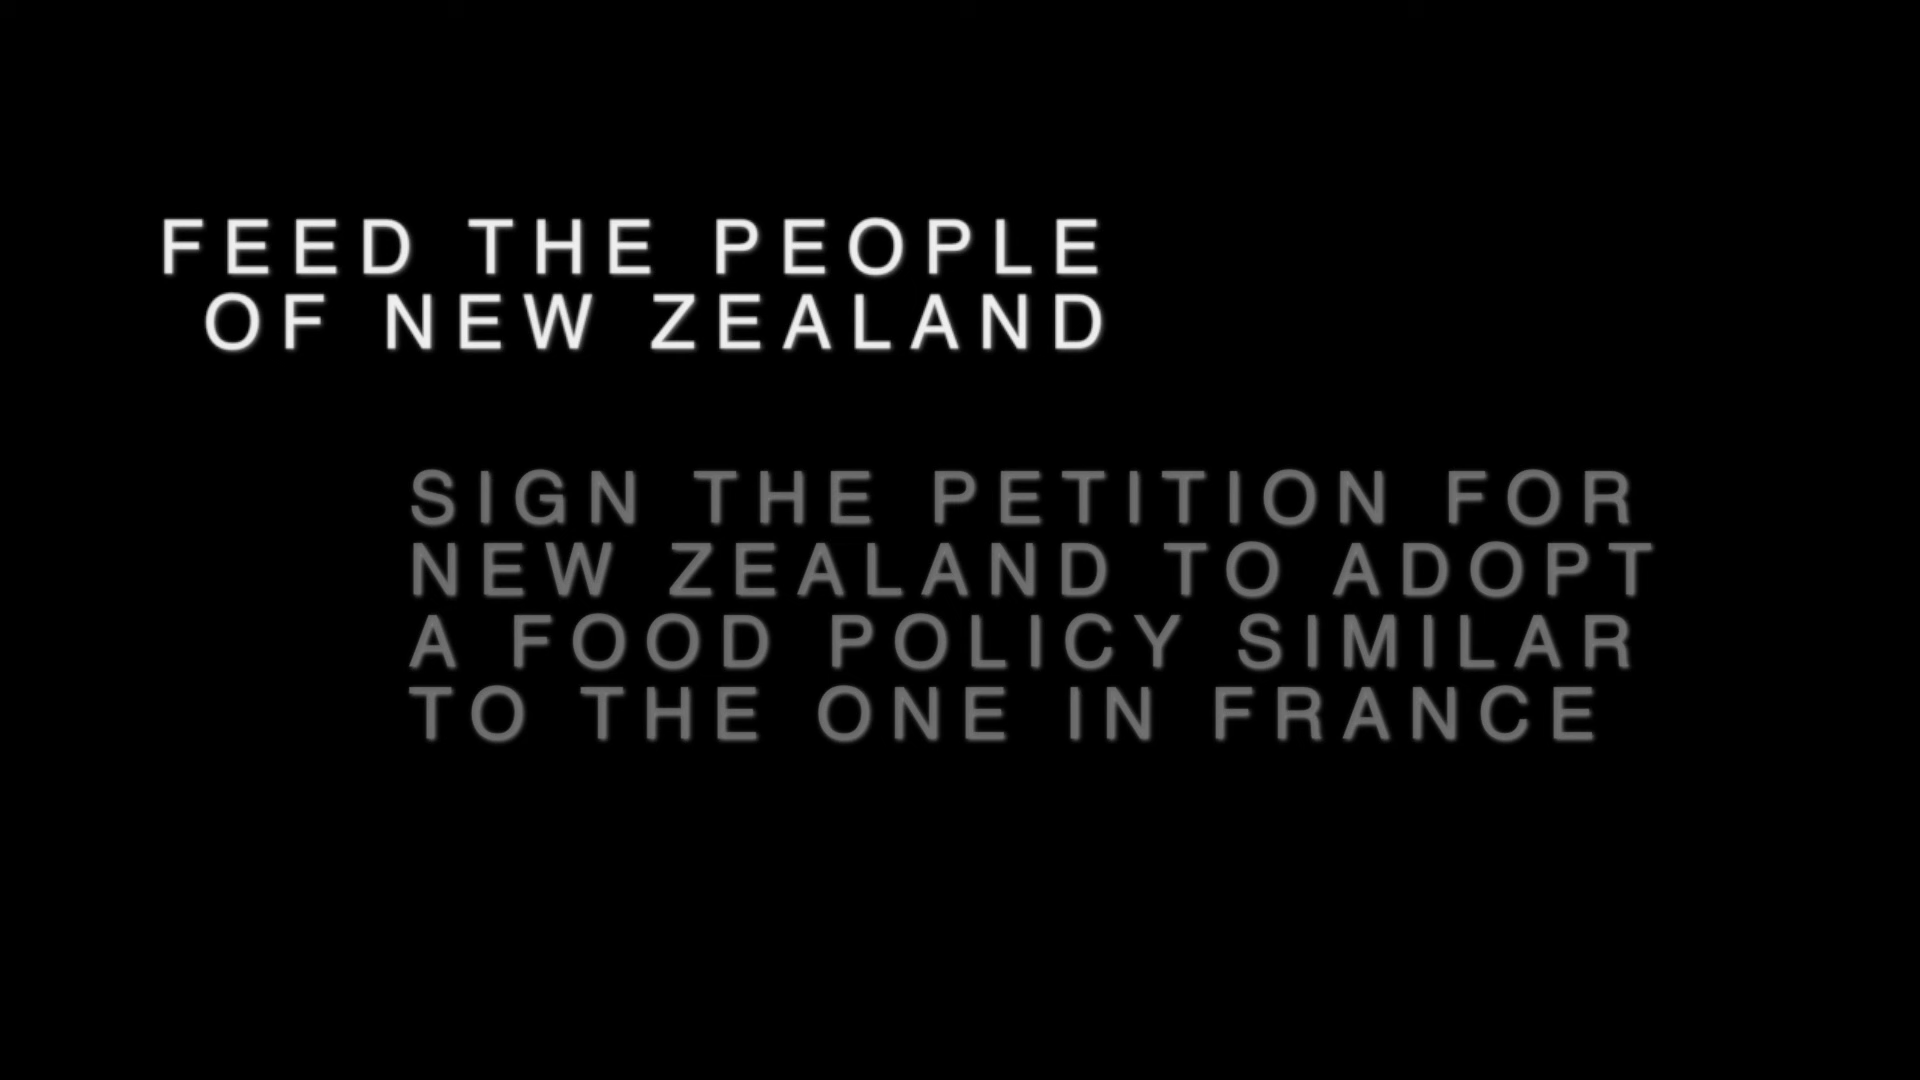 FEED THE PEOPLE
OF NEW ZEALAND
SIGN THE PETITION FOR
NEW ZEALAND TO ADOPT
A FOOD POLICY SIMILAR
TO THE ONE IN FRANCE